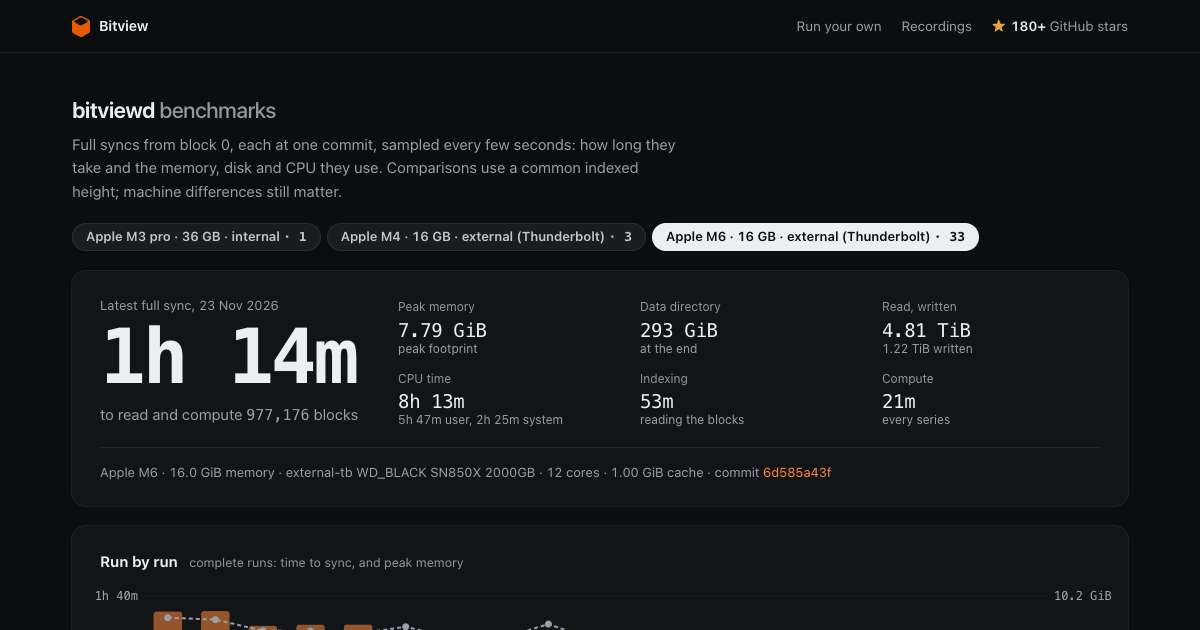 Bitview
Run your own
Recordings
180+ GitHub stars
bitviewd benchmarks
Full syncs from block 0, each at one commit, sampled every few seconds: how long they
take and the memory, disk and CPU they use. Comparisons use a common indexed
height; machine differences still matter.
Apple M3 pro · 36 GB · internal · 1
Apple M4 · 16 GB · external (Thunderbolt) · 3
Apple M6 · 16 GB · external (Thunderbolt) · 33
Latest full sync, 23 Nov 2026
1h 14m
to read and compute 977,176 blocks
Peak memory
7.79 GiB
peak footprint
Data directory
293 GiB
at the end
Read, written
4.81 TiB
1.22 TiB written
CPU time
8h 13m
5h 47m user, 2h 25m system
Indexing
53m
reading the blocks
Compute
21m
every series
Apple M6 · 16.0 GiB memory · external-tb WD_BLACK SN850X 2000GB · 12 cores · 1.00 GiB cache · commit 6d585a43f
Run by run complete runs: time to sync, and peak memory
1h 40m
10.2 GiB